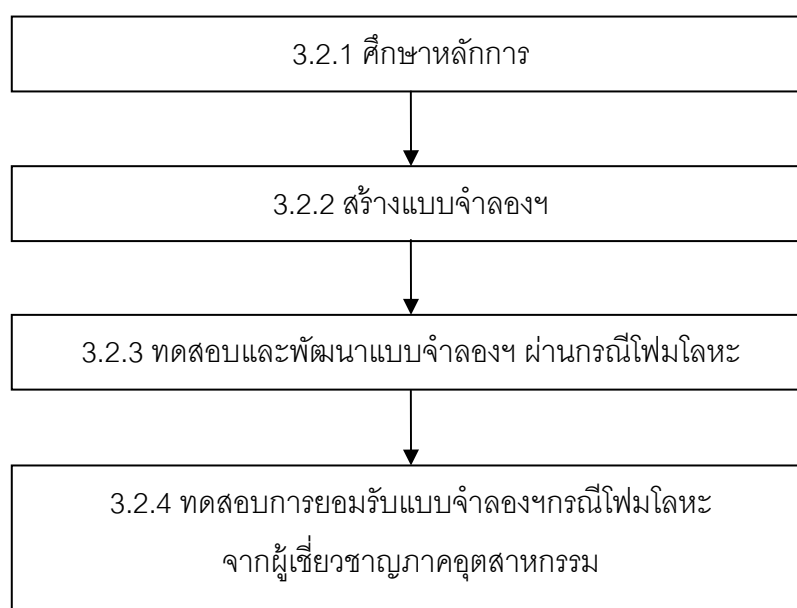 3.2.1 ศึกษาหลักการ
3.2.2 สร้างแบบจำลองฯ
3.2.3 ทดสอบและพัฒนาแบบจำลองฯ ผ่านกรณีโฟมโลหะ
3.2.4 ทดสอบการยอมรับแบบจำลองฯกรณีโฟมโลหะ
จากผู้เชี่ยวชาญภาคอุตสาหกรรม